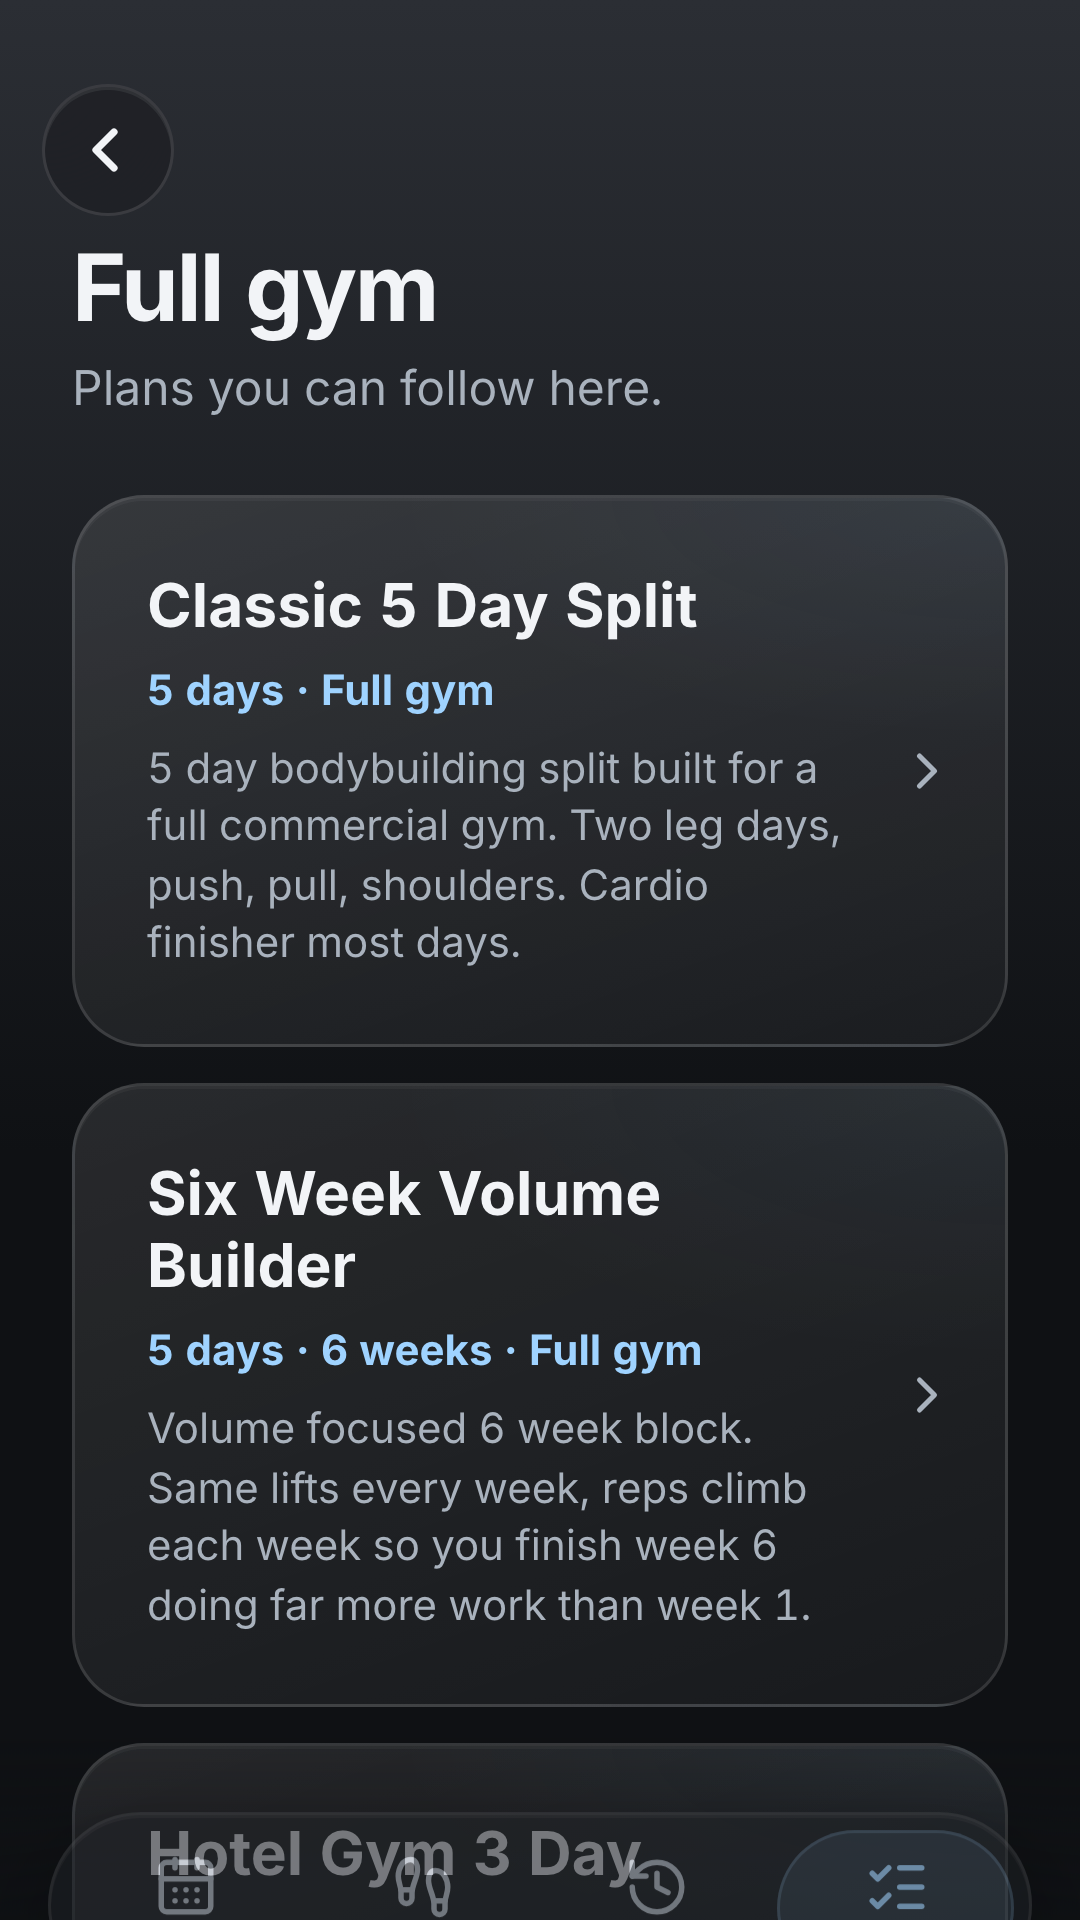 Full gym
Plans you can follow here.
Classic 5 Day Split
5 days · Full gym
5 day bodybuilding split built for a
full commercial gym. Two leg days,
push, pull, shoulders. Cardio
finisher most days.
Six Week Volume
Builder
5 days · 6 weeks · Full gym
Volume focused 6 week block.
Same lifts every week, reps climb
each week so you finish week 6
doing far more work than week 1.
Hotel Gym 3 Day